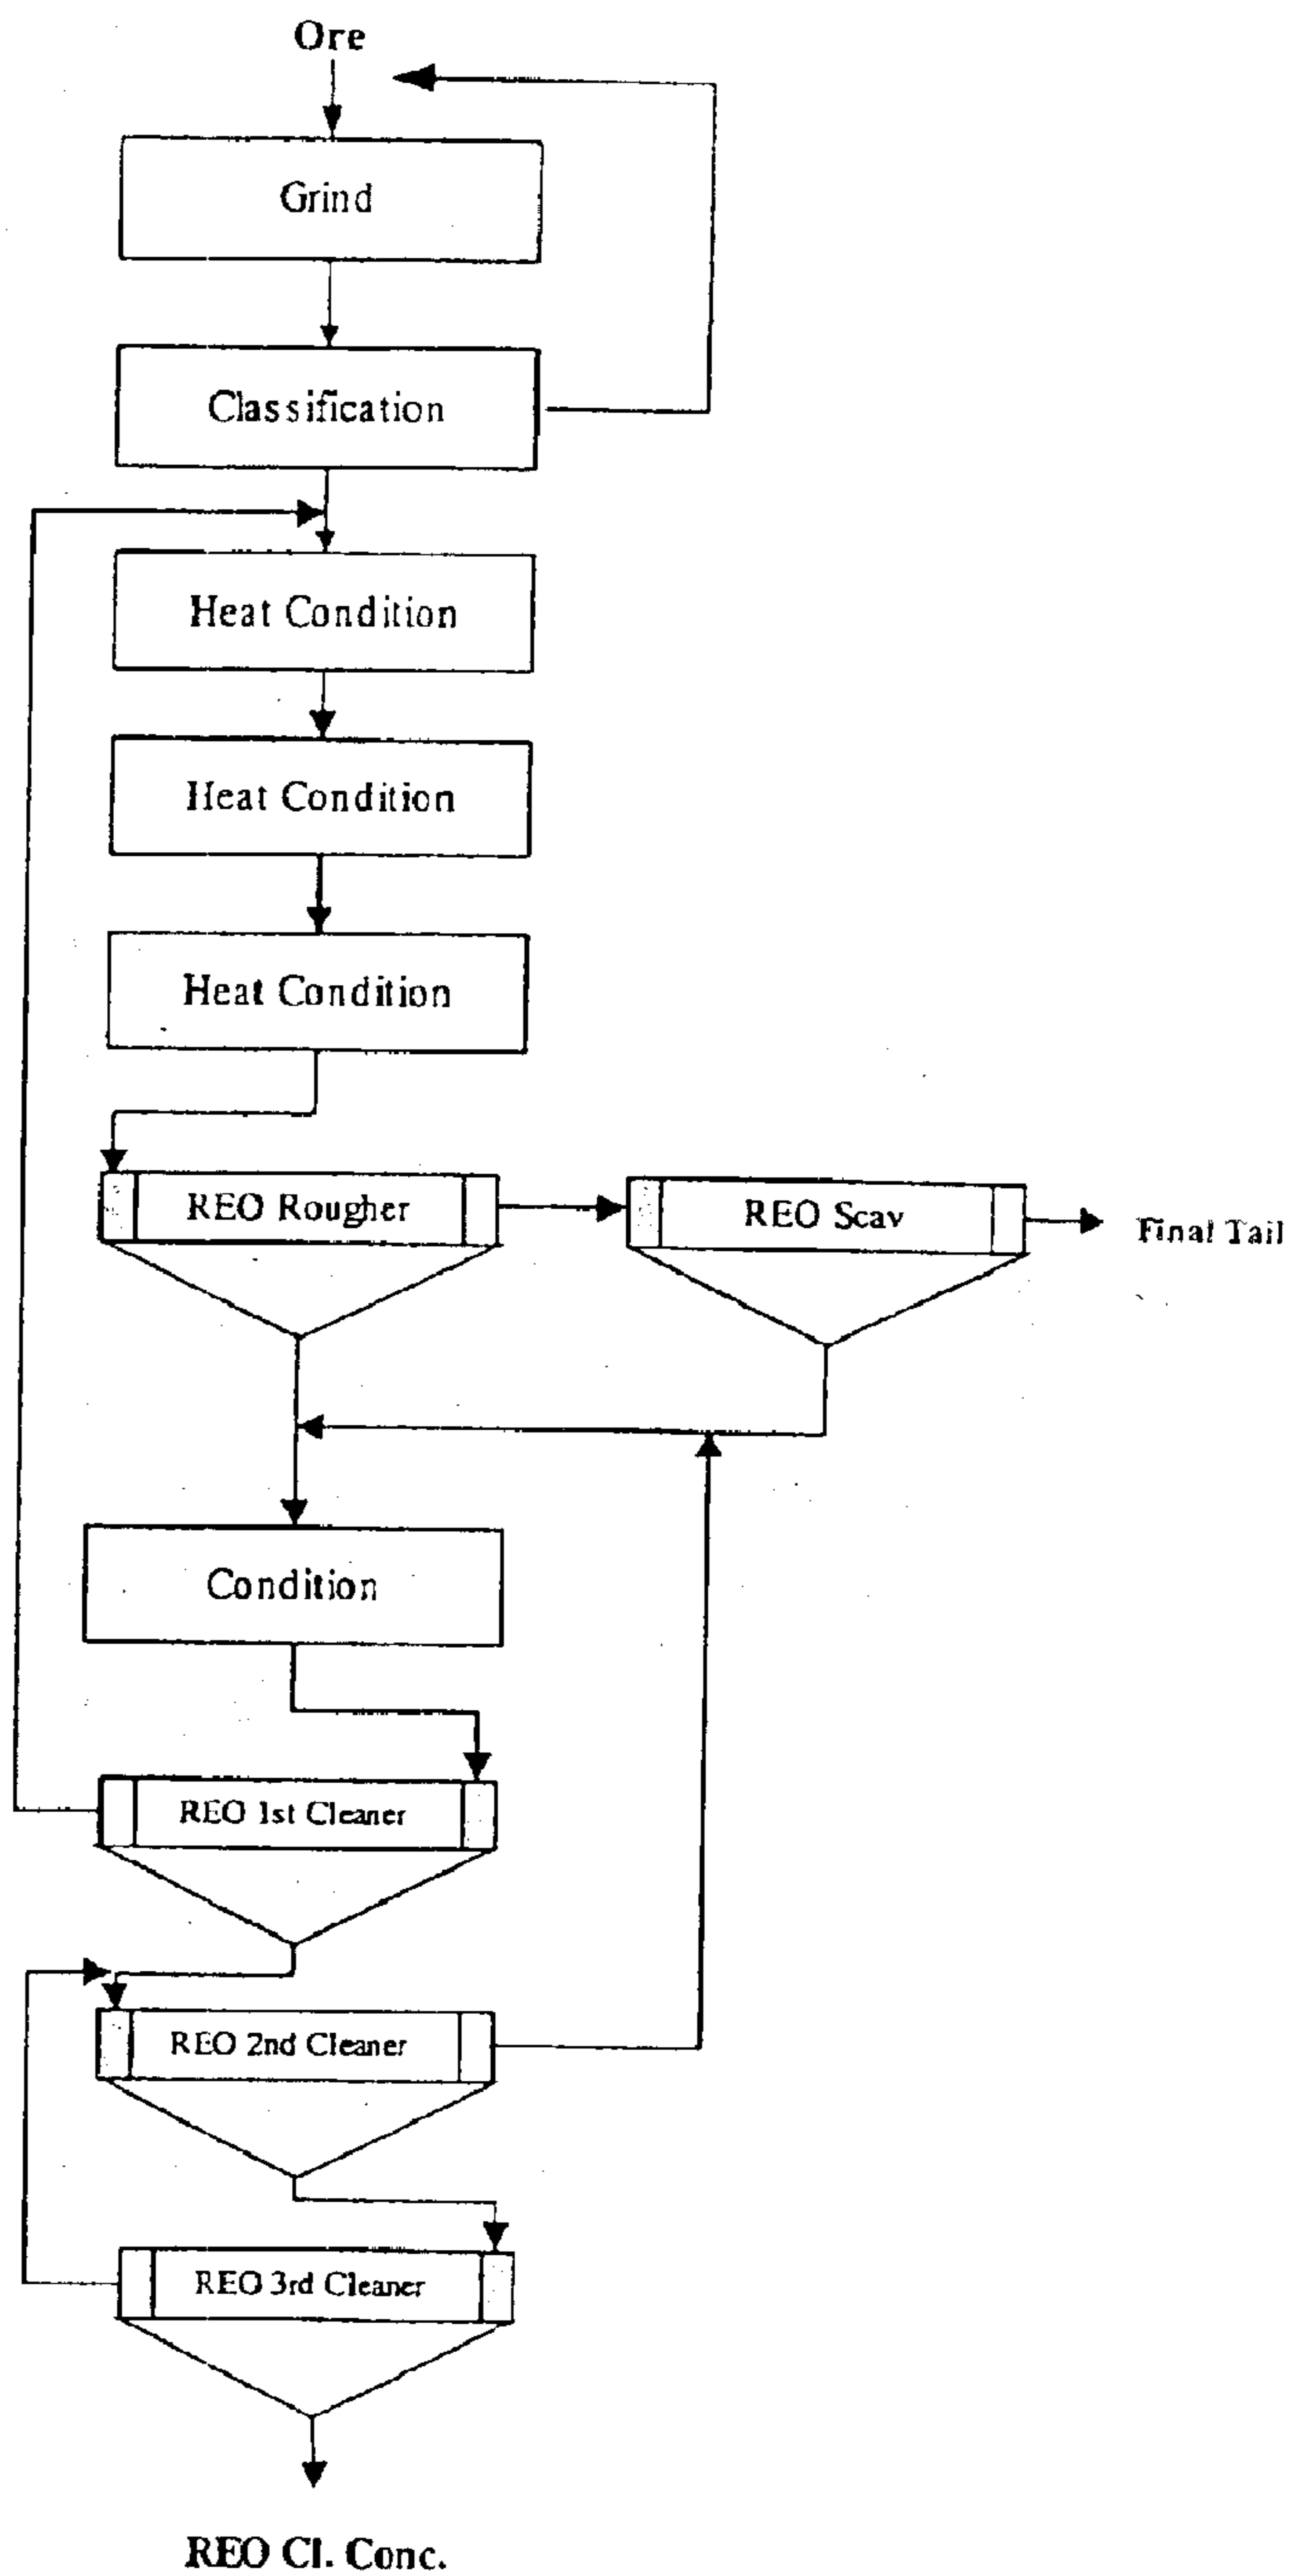 Ore
Grind
Classification
Heat Condition
Heat Condition
Heat Condition
REO Rougher
REO Scav
Final Tail
Condition
REO 1st Cleaner
REO 2nd Cleaner
REO 3rd Cleaner
REO Cl. Conc.